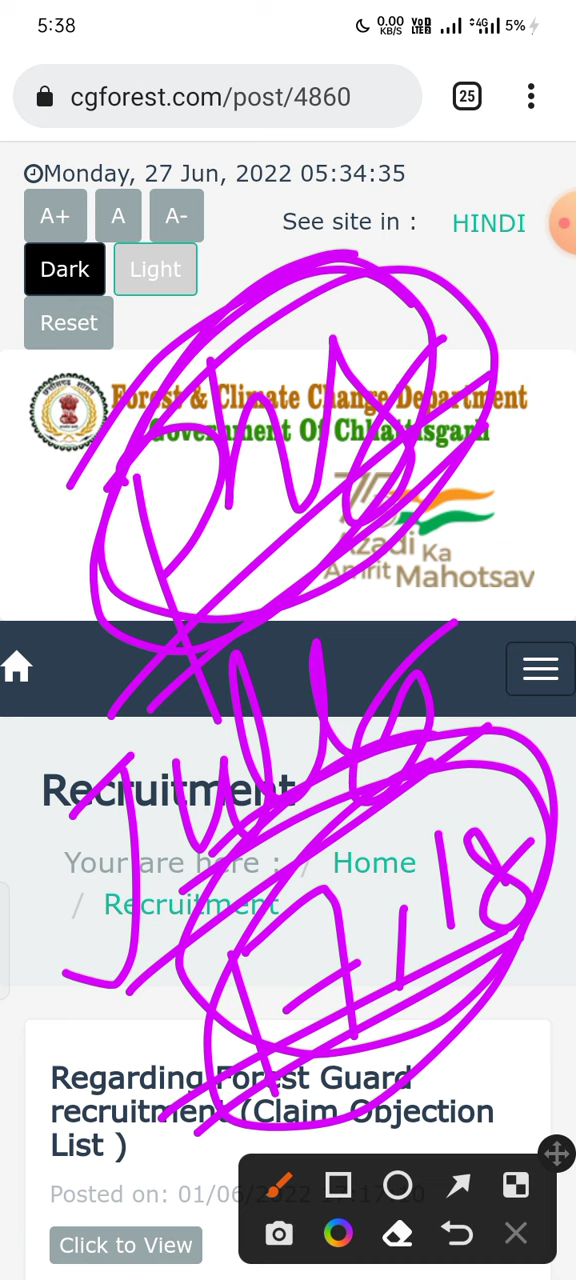 5:38
0.00 KB/S
4G
5%
cgforest.com/post/4860
25
Monday, 27 Jun, 2022 05:34:35
A+ A A-
See site in : HINDI
Dark Light
Reset
Forest & Climate Change Department
Government Of Chhattisgarh
75
Azadi Ka
Amrit Mahotsav
Recruitment
Your are here : / Home
/ Recruitment
Regarding Forest Guard
recruitment (Claim Objection
List )
Posted on: 01/06/2022
Click to View